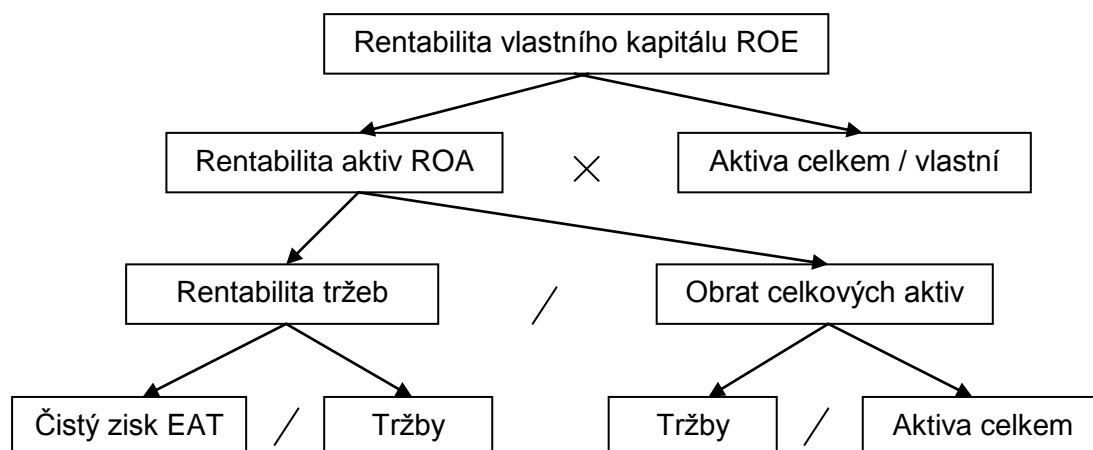 Rentabilita vlastního kapitálu ROE
Rentabilita aktiv ROA × Aktiva celkem / vlastní
Rentabilita tržeb / Obrat celkových aktiv
Čistý zisk EAT / Tržby Tržby / Aktiva celkem